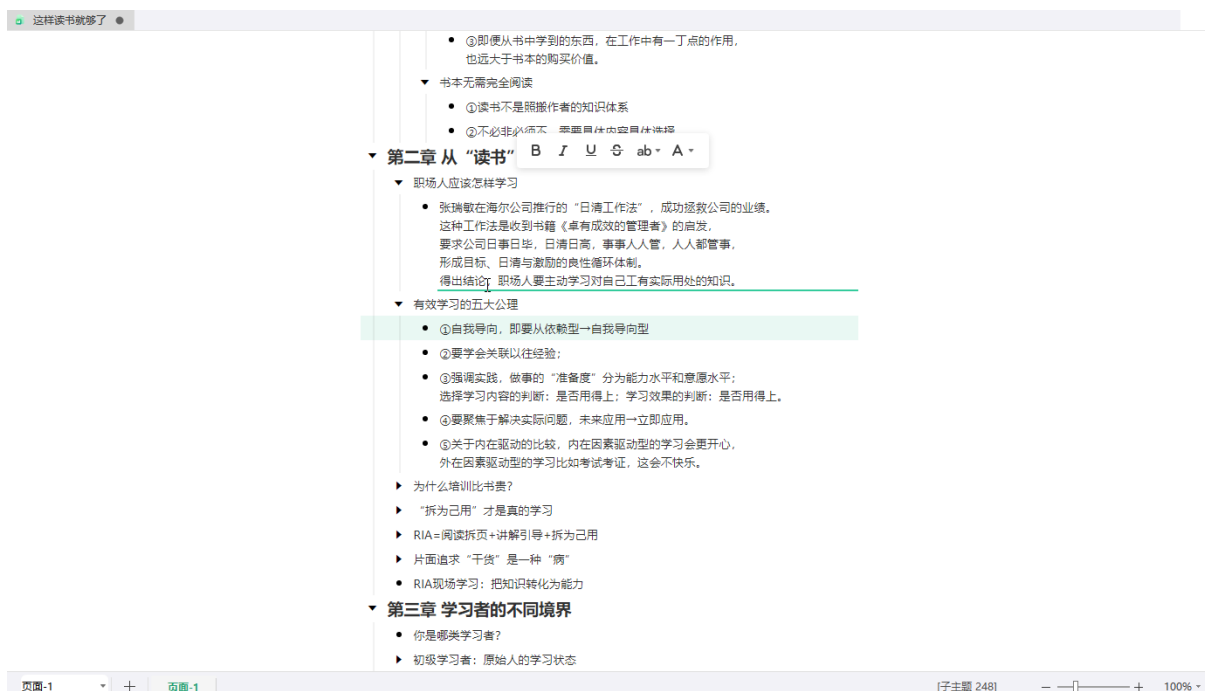 这样读书就够了
③即便从书中学到的东西，在工作中有一丁点的作用，
也远大于书本的购买价值。
书本无需完全阅读
①读书不是照搬作者的知识体系
②不必非必须不，需要具体内容具体选择
第二章 从“读书”
B I U S ab A
职场人应该怎样学习
张瑞敏在海尔公司推行的“日清工作法”，成功拯救公司的业绩。
这种工作法是收到书籍《卓有成效的管理者》的启发，
要求公司日事日毕，日清日高，事事人人管，人人都管事，
形成目标、日清与激励的良性循环体制。
得出结论：职场人要主动学习对自己工有实际用处的知识。
有效学习的五大公理
①自我导向，即要从依赖型→自我导向型
②要学会关联以往经验；
③强调实践，做事的“准备度”分为能力水平和意愿水平；
选择学习内容的判断：是否用得上；学习效果的判断：是否用得上。
④要聚焦于解决实际问题，未来应用→立即应用。
⑤关于内在驱动的比较，内在因素驱动型的学习会更开心，
外在因素驱动型的学习比如考试考证，这会不快乐。
为什么培训比书贵？
“拆为己用”才是真的学习
RIA=阅读拆页+讲解引导+拆为己用
片面追求“干货”是一种“病”
RIA现场学习：把知识转化为能力
第三章 学习者的不同境界
你是哪类学习者？
初级学习者：原始人的学习状态
页面-1
页面-1
[子主题 248]
100%